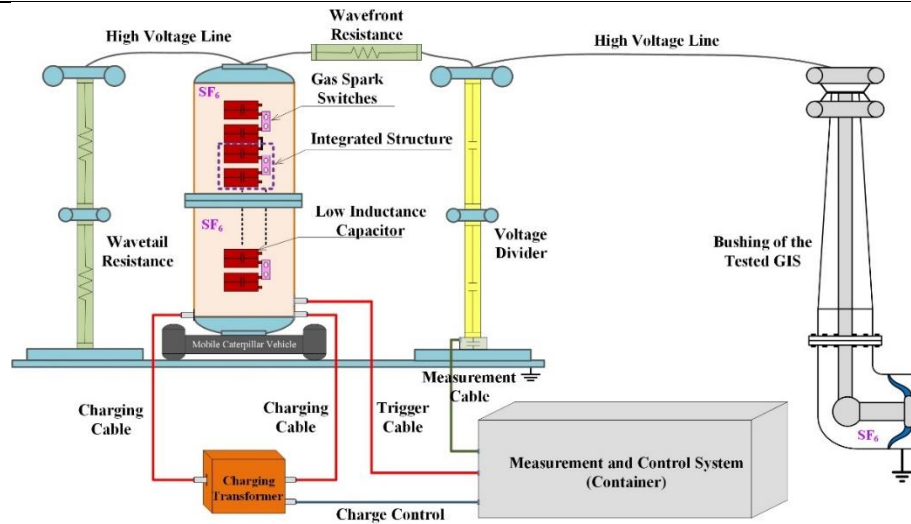 Wavefront
Resistance
High Voltage Line
High Voltage Line
SF6
Gas Spark
Switches
Integrated Structure
SF6
Low Inductance
Capacitor
Wavetail
Resistance
Voltage
Divider
Bushing of the
Tested GIS
Mobile Caterpillar Vehicle
Measurement
Cable
Charging
Cable
Charging
Cable
Trigger
Cable
SF6
Measurement and Control System
(Container)
Charging
Transformer
Charge Control